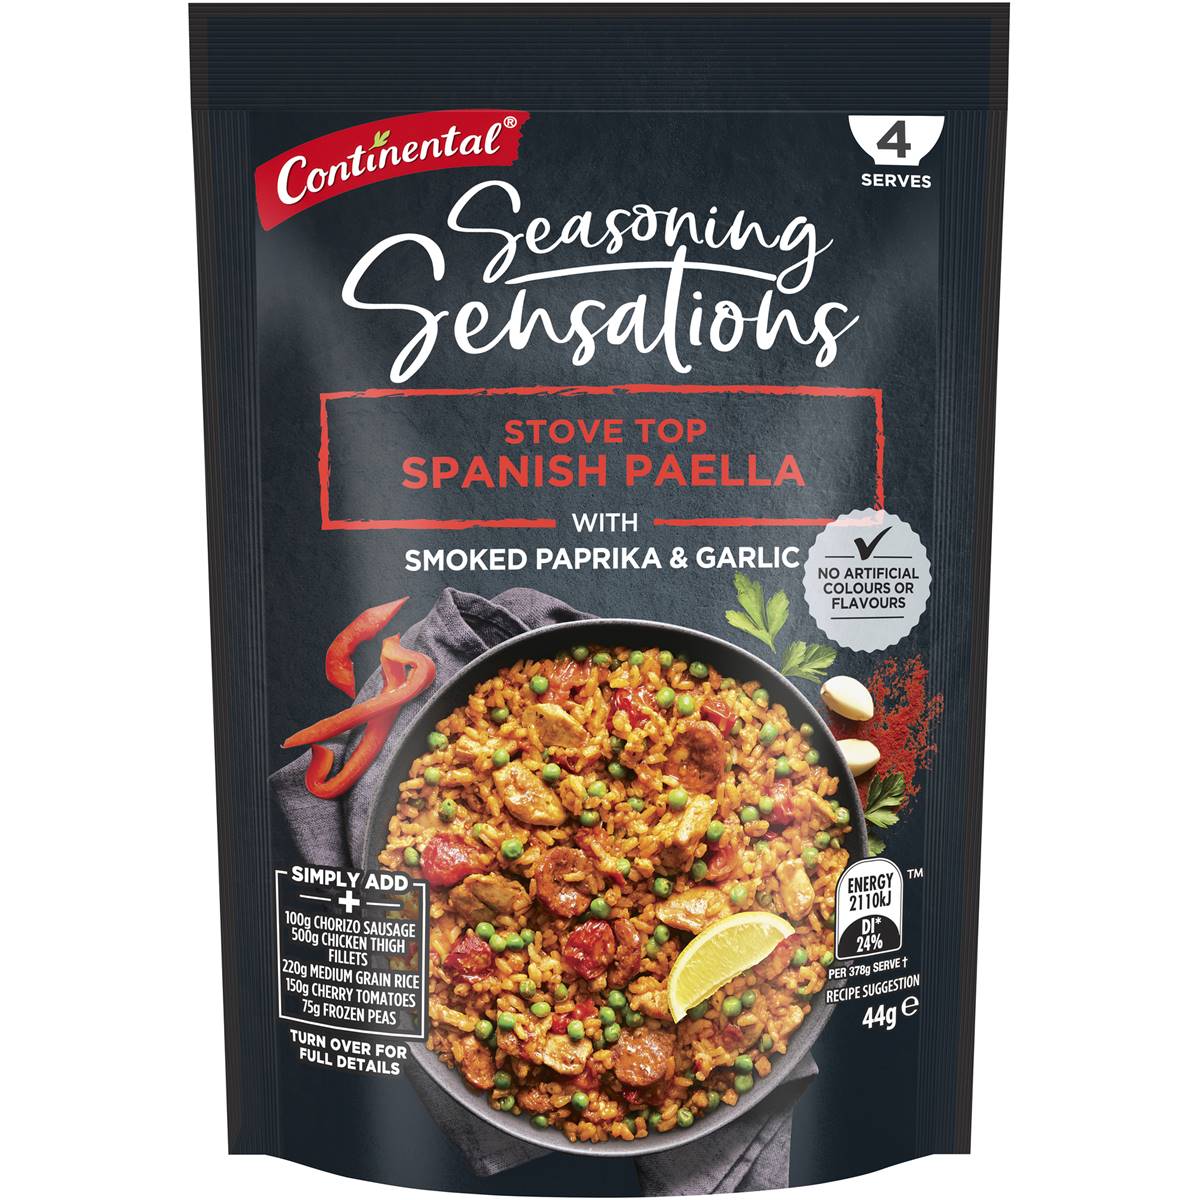 Continental®
4
SERVES
Seasoning
Sensations
STOVE TOP
SPANISH PAELLA
WITH
SMOKED PAPRIKA & GARLIC
NO ARTIFICIAL
COLOURS OR
FLAVOURS
SIMPLY ADD
+
100g CHORIZO SAUSAGE
500g CHICKEN THIGH
FILLETS
220g MEDIUM GRAIN RICE
150g CHERRY TOMATOES
75g FROZEN PEAS
TURN OVER FOR
FULL DETAILS
ENERGY
2110kJ
DI*
24%
™
PER 378g SERVE †
RECIPE SUGGESTION
44g ℮